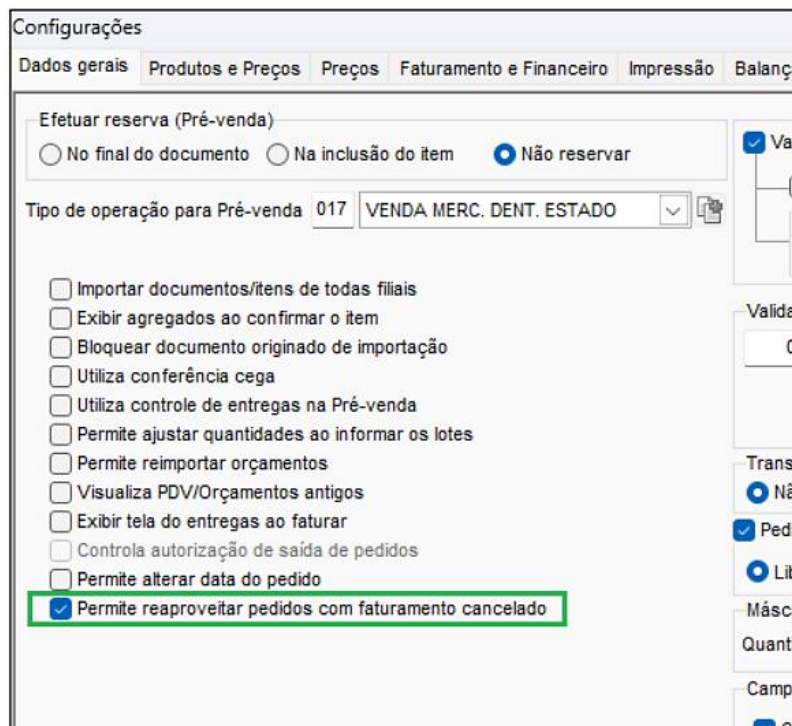 Configurações
Dados gerais Produtos e Preços Preços Faturamento e Financeiro Impressão
Efetuar reserva (Pré-venda)
No final do documento Na inclusão do item Não reservar
Tipo de operação para Pré-venda 017 VENDA MERC. DENT. ESTADO
Importar documentos/itens de todas filiais
Exibir agregados ao confirmar o item
Bloquear documento originado de importação
Utiliza conferência cega
Utiliza controle de entregas na Pré-venda
Permite ajustar quantidades ao informar os lotes
Permite reimportar orçamentos
Visualiza PDV/Orçamentos antigos
Exibir tela do entregas ao faturar
Controla autorização de saída de pedidos
Permite alterar data do pedido
Permite reaproveitar pedidos com faturamento cancelado